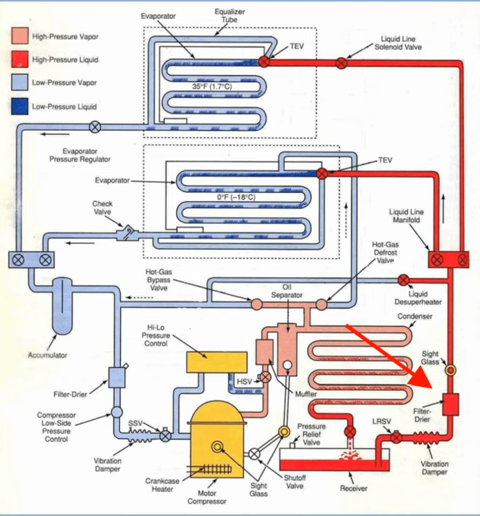 High-Pressure Vapor
High-Pressure Liquid
Low-Pressure Vapor
Low-Pressure Liquid
Evaporator
Equalizer
Tube
TEV
Liquid Line
Solenoid Valve
35°F (1.7°C)
Evaporator
Pressure Regulator
TEV
Evaporator
0°F (−18°C)
Check
Valve
Liquid Line
Manifold
Hot-Gas
Bypass
Valve
Oil
Separator
Hot-Gas
Defrost
Valve
Liquid
Desuperheater
Condenser
Accumulator
Hi-Lo
Pressure
Control
Sight
Glass
HSV
Muffler
Filter-Drier
Filter-
Drier
Compressor
Low-Side
Pressure
Control
SSV
Pressure
Relief
Valve
LRSV
Vibration
Damper
Crankcase
Heater
Motor
Compressor
Sight
Glass
Shutoff
Valve
Receiver
Vibration
Damper